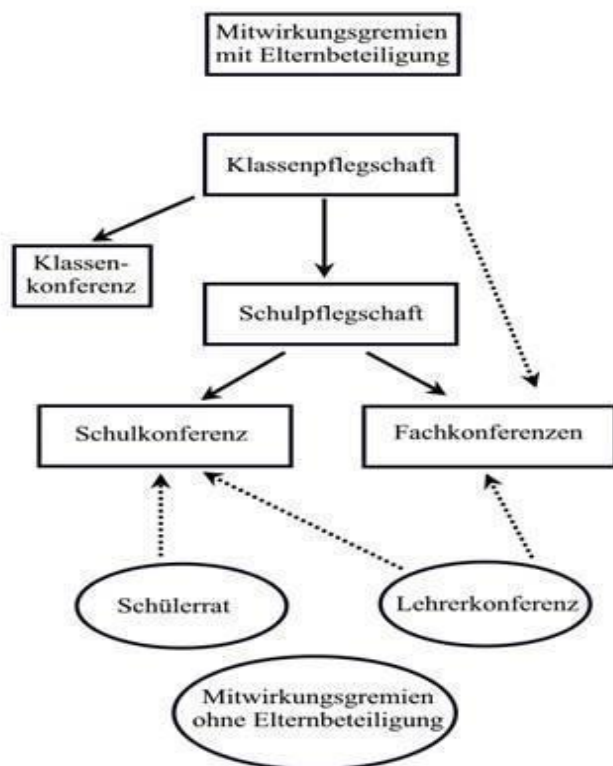 Mitwirkungsgremien
mit Elternbeteiligung
Klassenpflegschaft
Klassen-
konferenz
Schulpflegschaft
Schulkonferenz
Fachkonferenzen
Schülerrat
Lehrerkonferenz
Mitwirkungsgremien
ohne Elternbeteiligung